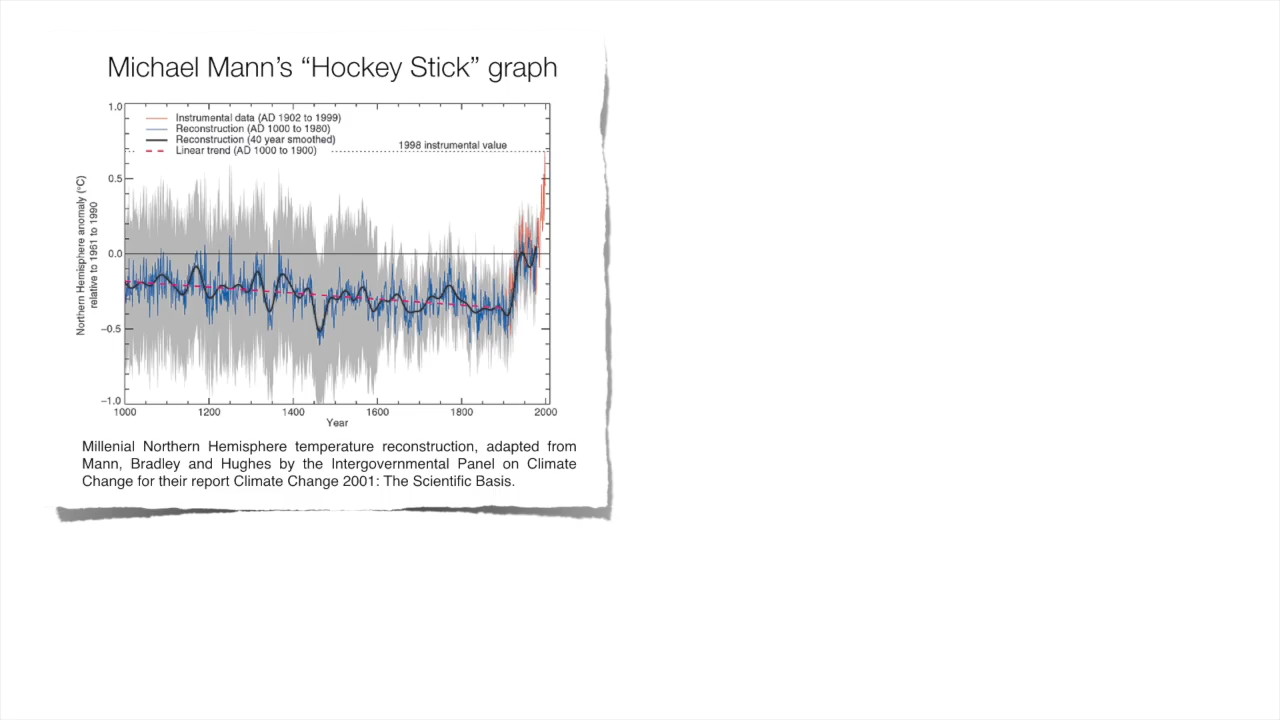 Michael Mann's “Hockey Stick” graph
1.0
Instrumental data (AD 1902 to 1999)
Reconstruction (AD 1000 to 1980)
Reconstruction (40 year smoothed)
Linear trend (AD 1000 to 1900)
1998 instrumental value
0.5
0.0
−0.5
−1.0
Northern Hemisphere anomaly (°C)
relative to 1961 to 1990
1000 1200 1400 1600 1800 2000
Year
Millenial Northern Hemisphere temperature reconstruction, adapted from
Mann, Bradley and Hughes by the Intergovernmental Panel on Climate
Change for their report Climate Change 2001: The Scientific Basis.